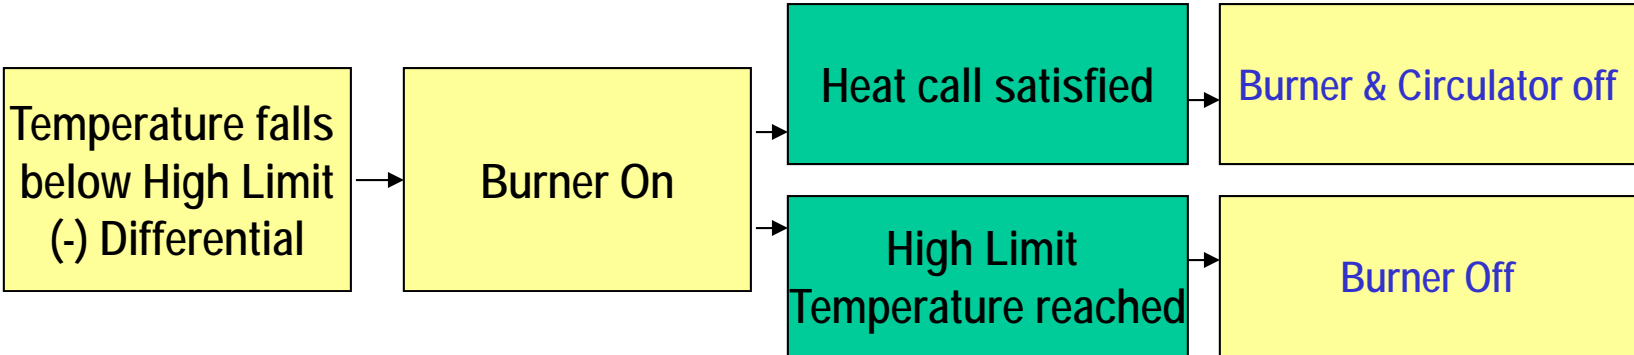 Temperature falls
below High Limit
(-) Differential
Burner On
Heat call satisfied
Burner & Circulator off
High Limit
Temperature reached
Burner Off